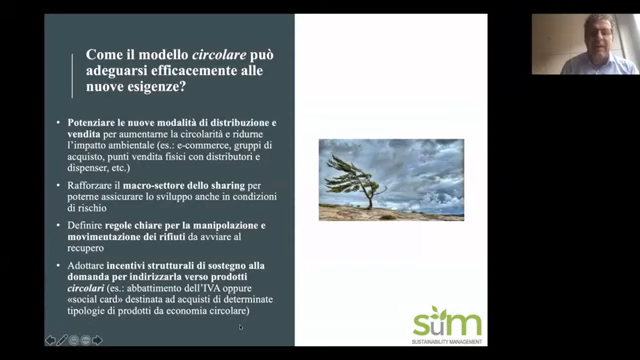 Come il modello circolare può
adeguarsi efficacemente alle
nuove esigenze?
• Potenziare le nuove modalità di distribuzione e
vendita per aumentarne la circolarità e ridurne
l'impatto ambientale (es.: e-commerce, gruppi di
acquisto, punti vendita fisici con distributori e
dispenser, etc.)
• Rafforzare il macro-settore dello sharing per
poterne assicurare lo sviluppo anche in condizioni
di rischio
• Definire regole chiare per la manipolazione e
movimentazione dei rifiuti da avviare al
recupero
• Adottare incentivi strutturali di sostegno alla
domanda per indirizzarla verso prodotti
circolari (es.: abbattimento dell'IVA oppure
«social card» destinata ad acquisti di determinate
tipologie di prodotti da economia circolare)
sum
SUSTAINABILITY MANAGEMENT